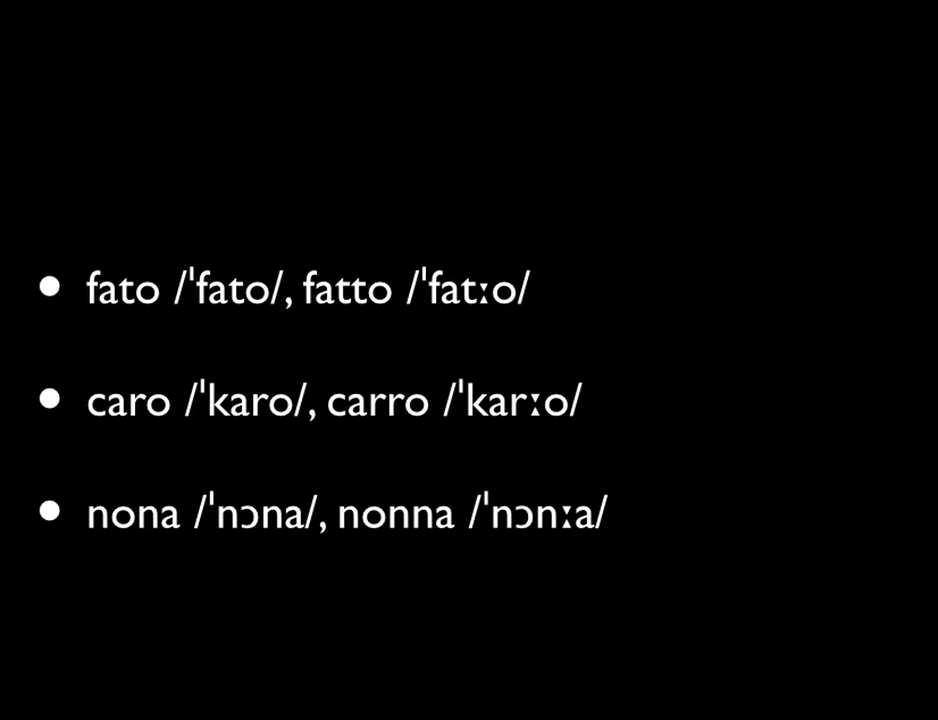 • fato /ˈfato/, fatto /ˈfatːo/
• caro /ˈkaro/, carro /ˈkarːo/
• nona /ˈnɔna/, nonna /ˈnɔnːa/